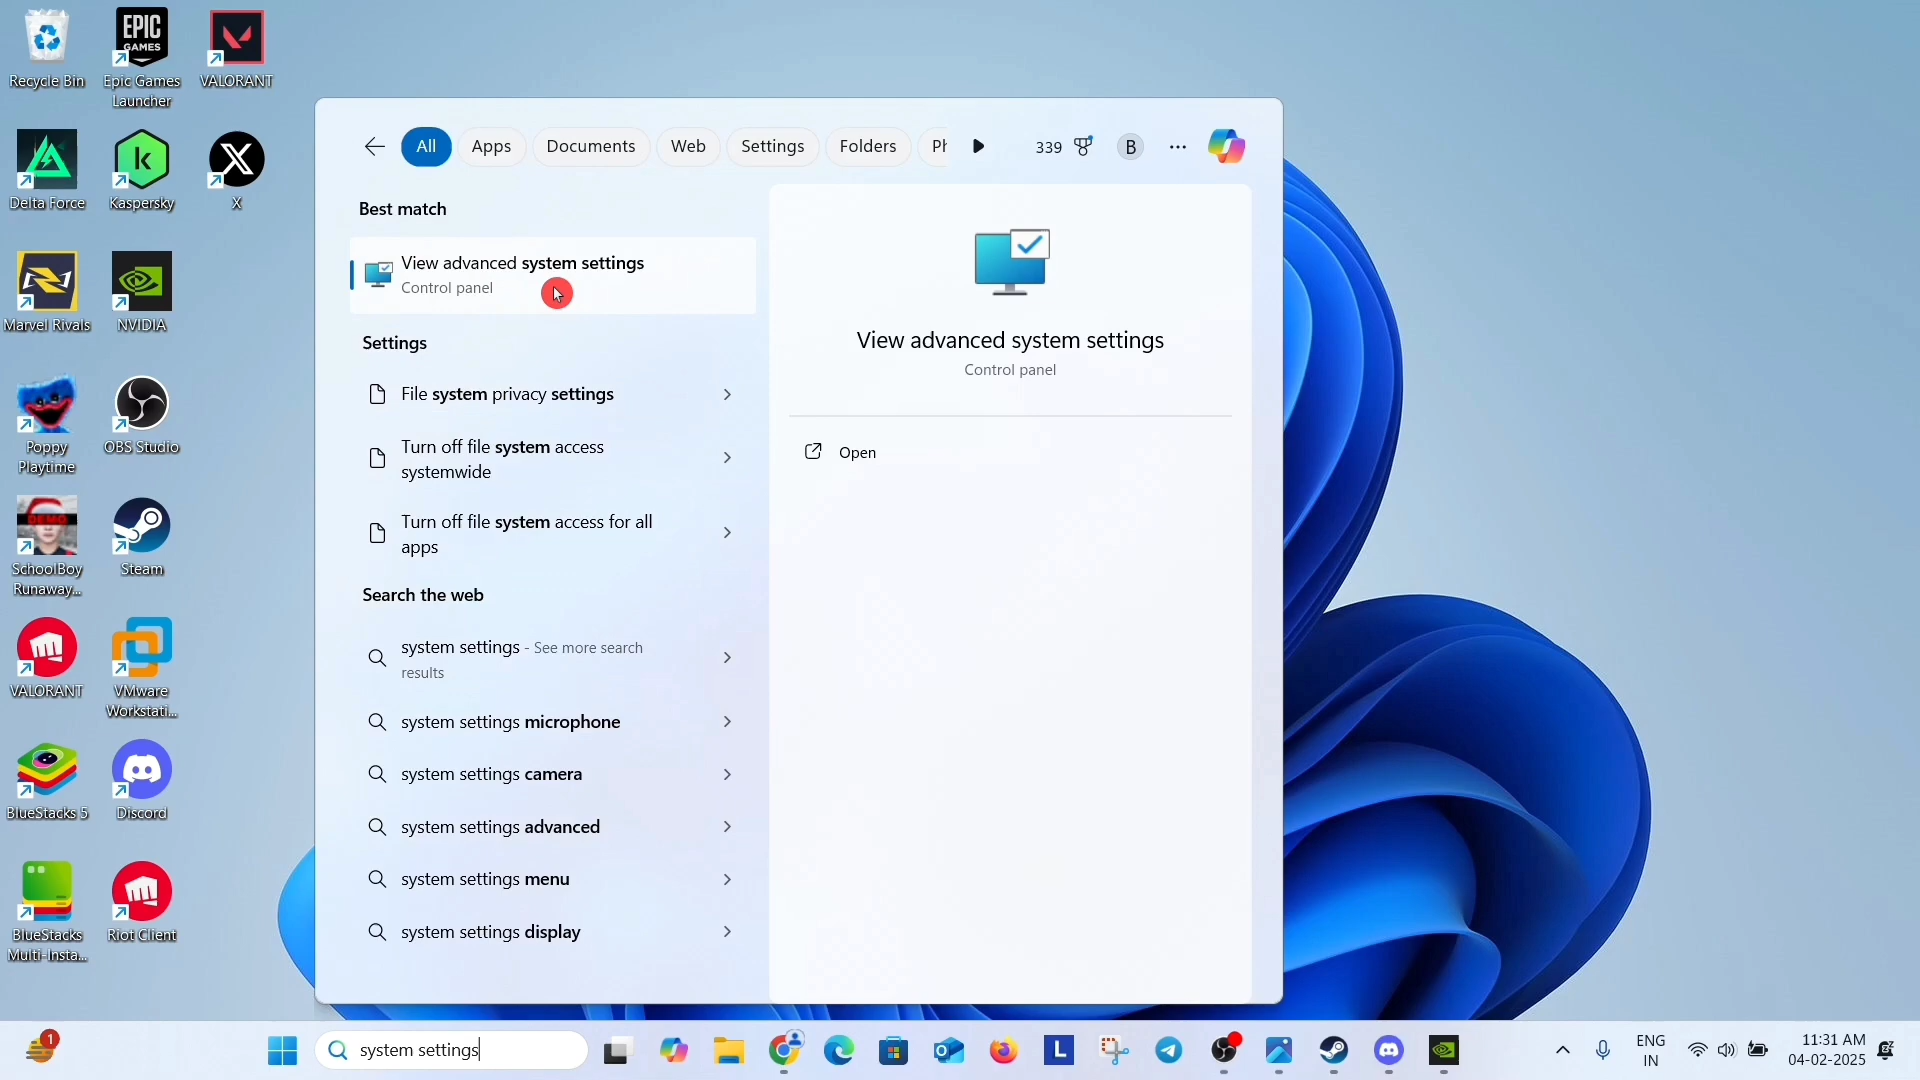 Recycle Bin
EPIC
GAMES
Epic Games
Launcher
VALORANT
Delta Force
Kaspersky
X
Marvel Rivals
NVIDIA
Poppy
Playtime
OBS Studio
DEMO
SchoolBoy
Runaway...
Steam
VALORANT
VMware
Workstati...
BlueStacks 5
Discord
BlueStacks
Multi-Insta...
Riot Client
All
Apps
Documents
Web
Settings
Folders
Ph
339
B
Best match
View advanced system settings
Control panel
Settings
File system privacy settings
Turn off file system access
systemwide
Turn off file system access for all
apps
Search the web
system settings - See more search
results
system settings microphone
system settings camera
system settings advanced
system settings menu
system settings display
View advanced system settings
Control panel
Open
1
system settings
L
ENG
IN
11:31 AM
04-02-2025